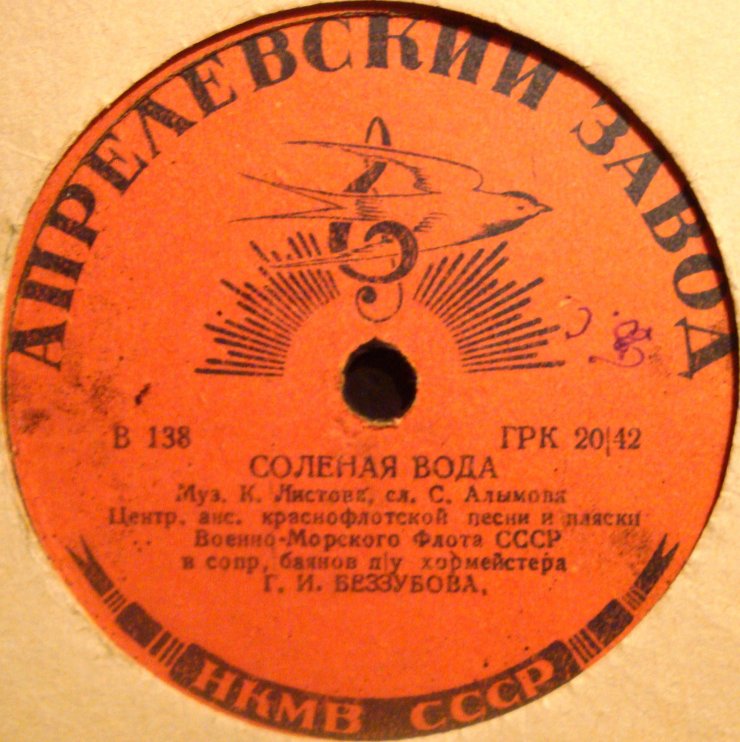 АПРЕЛЕВСКИЙ ЗАВОД
В 138 ГРК 20/42
СОЛЕНАЯ ВОДА
Муз. К. Листова, сл. С. Алымова
Центр. анс. краснофлотской песни и пляски
Военно-Морского Флота СССР
в сопр. баянов п/у хормейстера
Г. И. БЕЗЗУБОВА.
НКМВ СССР